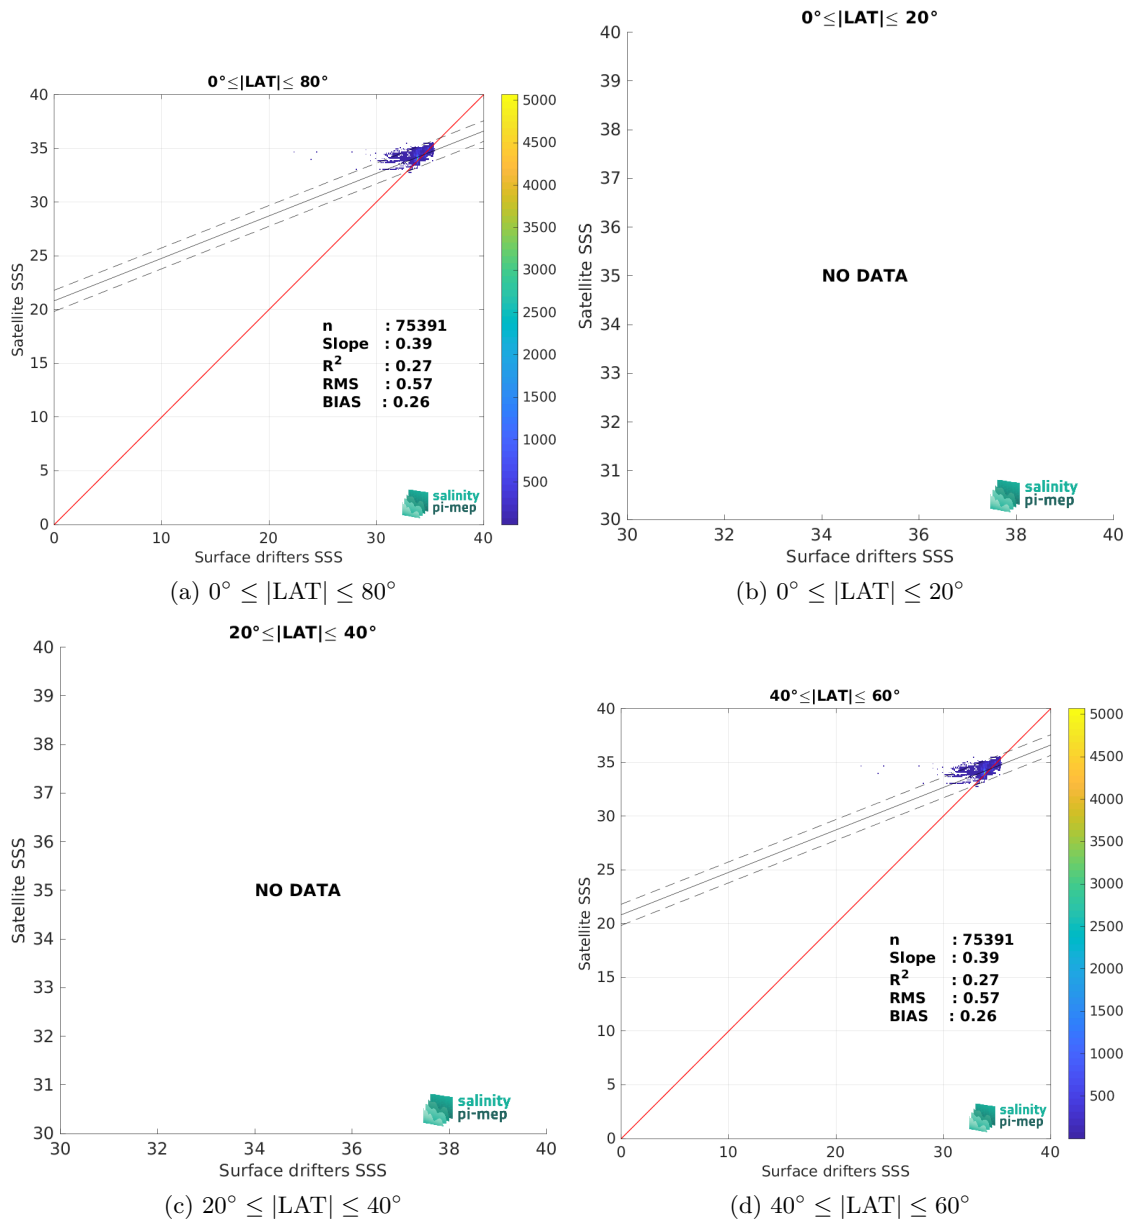 0°≤|LAT|≤ 80°
40
35
30
25
20
15
10
5
0
Satellite SSS
n : 75391
Slope : 0.39
R² : 0.27
RMS : 0.57
BIAS : 0.26
salinity
pi-mep
0 10 20 30 40
Surface drifters SSS
5000
4500
4000
3500
3000
2500
2000
1500
1000
500
(a) 0° ≤ |LAT| ≤ 80°
0°≤|LAT|≤ 20°
40
39
38
37
36
35
34
33
32
31
30
Satellite SSS
NO DATA
salinity
pi-mep
30 32 34 36 38 40
Surface drifters SSS
(b) 0° ≤ |LAT| ≤ 20°
20°≤|LAT|≤ 40°
40
39
38
37
36
35
34
33
32
31
30
Satellite SSS
NO DATA
salinity
pi-mep
30 32 34 36 38 40
Surface drifters SSS
(c) 20° ≤ |LAT| ≤ 40°
40°≤|LAT|≤ 60°
40
35
30
25
20
15
10
5
0
Satellite SSS
n : 75391
Slope : 0.39
R² : 0.27
RMS : 0.57
BIAS : 0.26
salinity
pi-mep
0 10 20 30 40
Surface drifters SSS
5000
4500
4000
3500
3000
2500
2000
1500
1000
500
(d) 40° ≤ |LAT| ≤ 60°